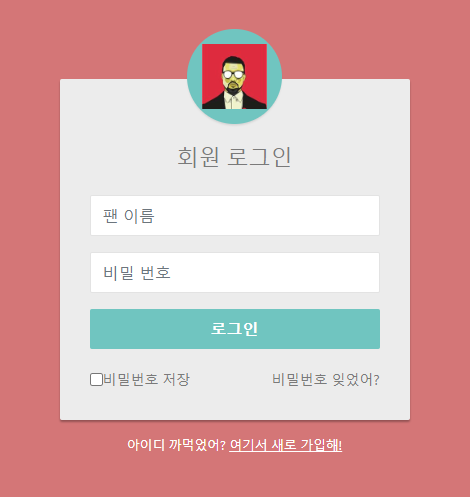 회원 로그인
팬 이름
비밀 번호
로그인
비밀번호 저장
비밀번호 잊었어?
아이디 까먹었어? 여기서 새로 가입해!